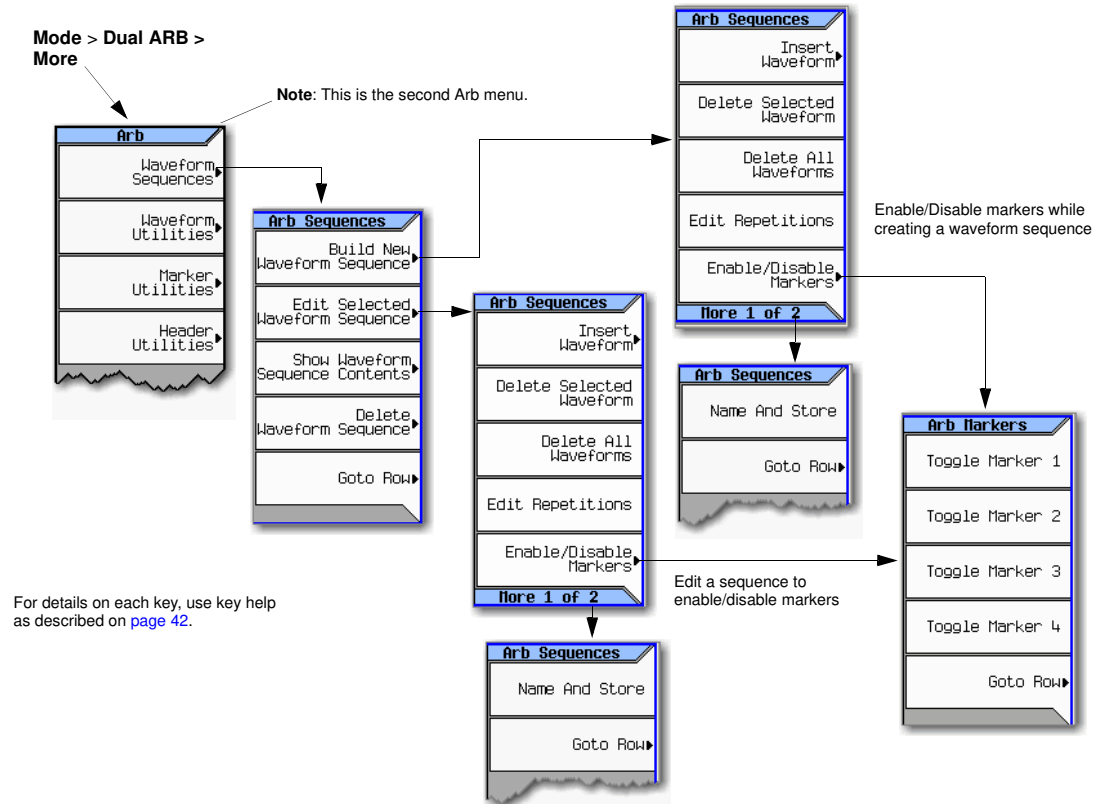 Mode > Dual ARB >
More
Note: This is the second Arb menu.
Arb
Waveform
Sequences
Waveform
Utilities
Marker
Utilities
Header
Utilities
Arb Sequences
Build New
Waveform Sequence
Edit Selected
Waveform Sequence
Show Waveform
Sequence Contents
Delete
Waveform Sequence
Goto Row
Arb Sequences
Insert
Waveform
Delete Selected
Waveform
Delete All
Waveforms
Edit Repetitions
Enable/Disable
Markers
More 1 of 2
Arb Sequences
Name And Store
Goto Row
Arb Sequences
Insert
Waveform
Delete Selected
Waveform
Delete All
Waveforms
Edit Repetitions
Enable/Disable
Markers
More 1 of 2
Arb Sequences
Name And Store
Goto Row
Enable/Disable markers while
creating a waveform sequence
Edit a sequence to
enable/disable markers
Arb Markers
Toggle Marker 1
Toggle Marker 2
Toggle Marker 3
Toggle Marker 4
Goto Row
For details on each key, use key help
as described on page 42.